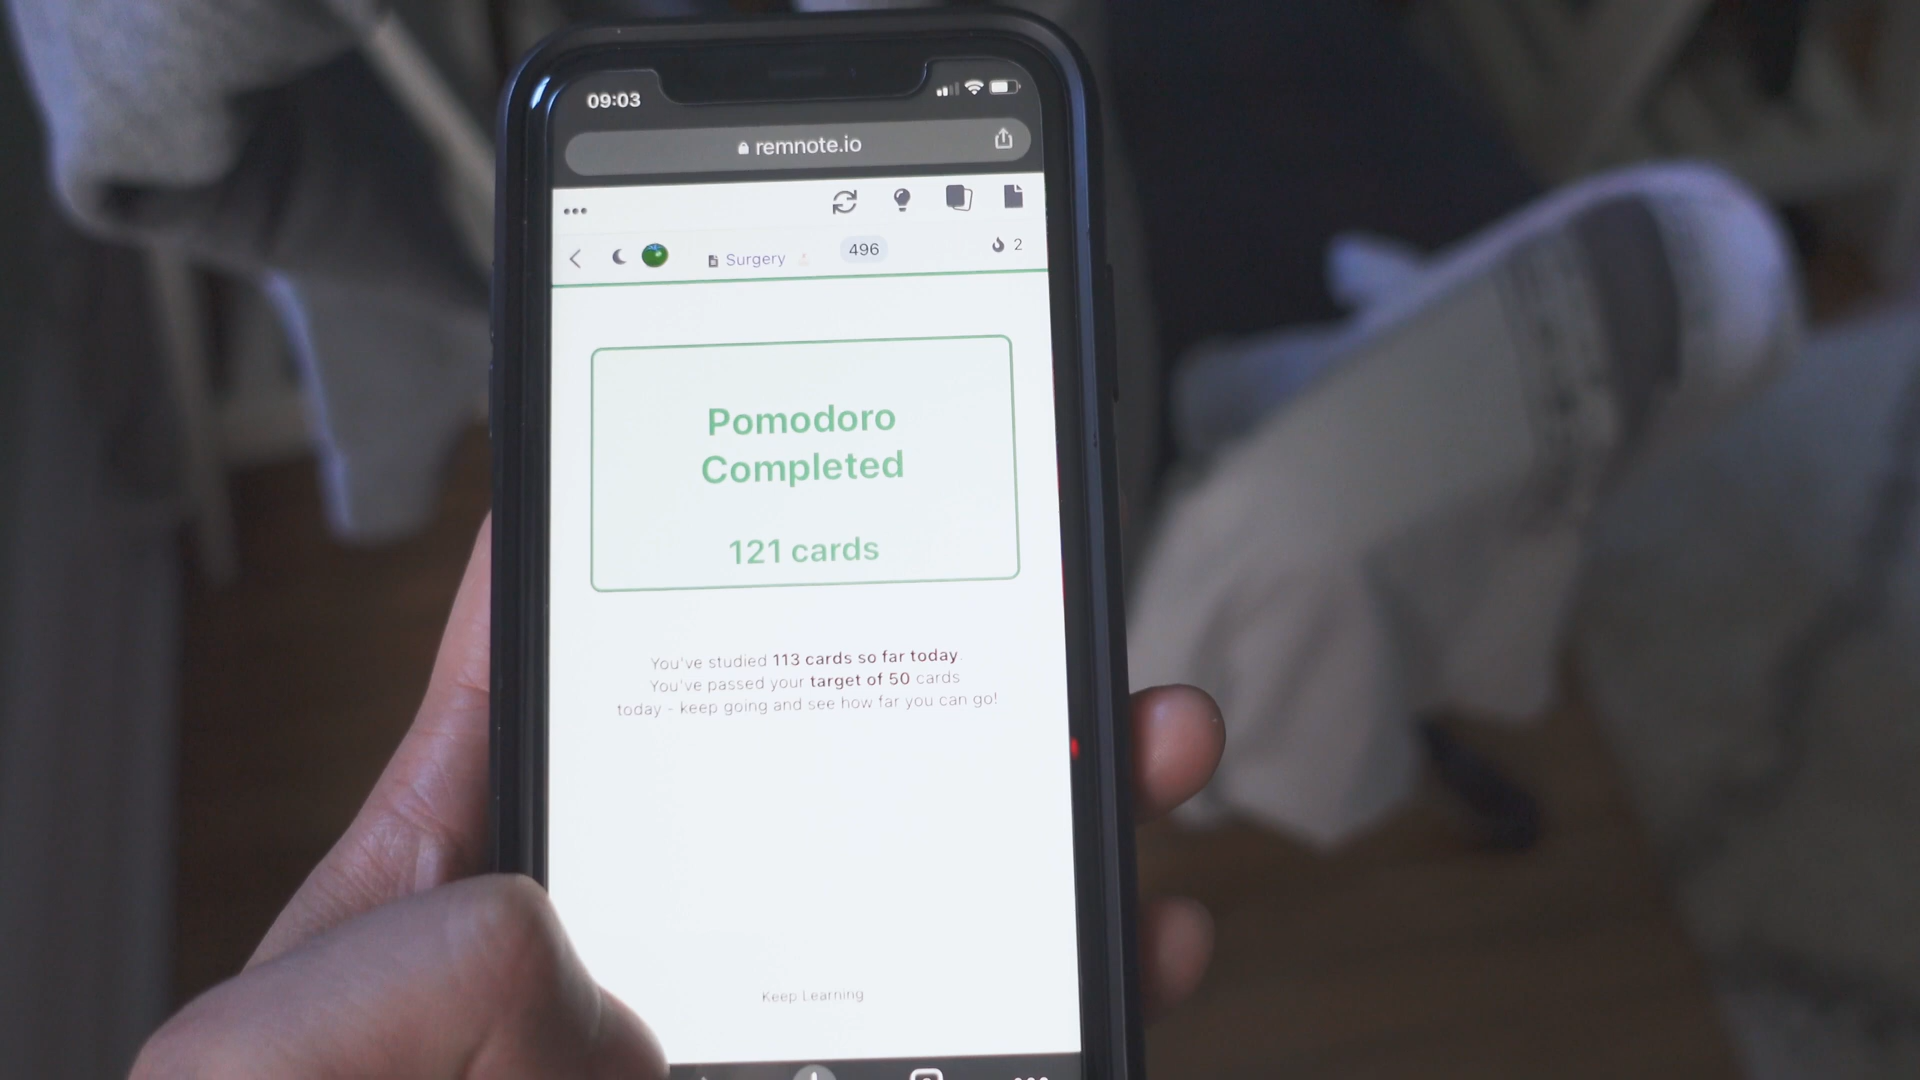 09:03
remnote.io
Surgery
496
2
Pomodoro
Completed
121 cards
You've studied 113 cards so far today.
You've passed your target of 50 cards
today - keep going and see how far you can go!
Keep Learning